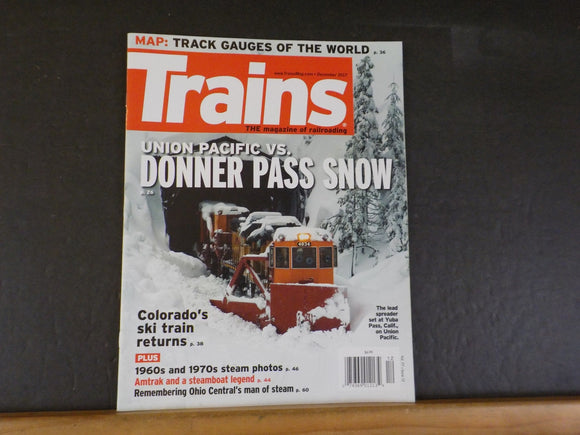 MAP: TRACK GAUGES OF THE WORLD p. 36
www.TrainsMag.com • December 2017
Trains
THE magazine of railroading
UNION PACIFIC VS.
DONNER PASS SNOW
p. 26
4034
Colorado's
ski train
returns p. 38
The lead
spreader
set at Yuba
Pass, Calif.,
on Union
Pacific.
PLUS
1960s and 1970s steam photos p. 46
Amtrak and a steamboat legend p. 44
Remembering Ohio Central's man of steam p. 60